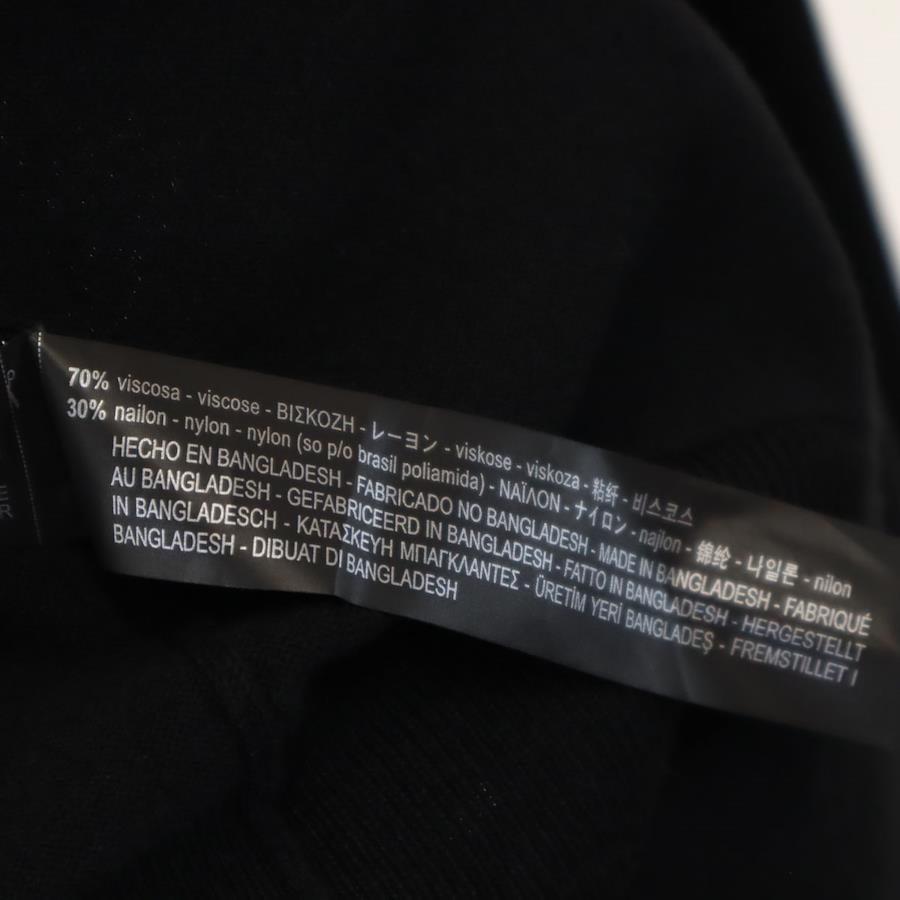 70% viscosa - viscose - ΒΙΣΚΟΖΗ - レーヨン - viskose - viskoza - 粘纤 - 비스코스
30% nailon - nylon - nylon (so p/o brasil poliamida) - ΝΑΪΛΟΝ - ナイロン - najlon - 锦纶 - 나일론 - nilon
HECHO EN BANGLADESH - FABRICADO NO BANGLADESH - MADE IN BANGLADESH - FABRIQUÉ
AU BANGLADESH - GEFABRICEERD IN BANGLADESH - FATTO IN BANGLADESH - HERGESTELLT
IN BANGLADESCH - ΚΑΤΑΣΚΕΥΗ ΜΠΑΓΚΛΑΝΤΕΣ - ÜRETİM YERİ BANGLADEŞ - FREMSTILLET I
BANGLADESH - DIBUAT DI BANGLADESH